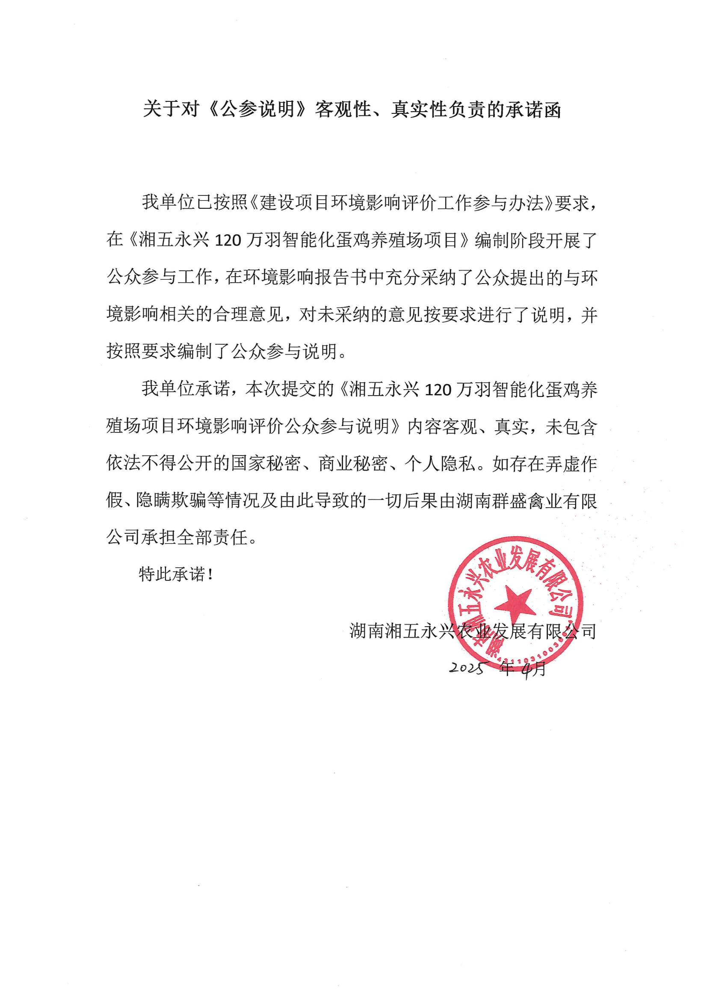 关于对《公参说明》客观性、真实性负责的承诺函
我单位已按照《建设项目环境影响评价工作参与办法》要求，
在《湘五永兴 120 万羽智能化蛋鸡养殖场项目》编制阶段开展了
公众参与工作，在环境影响报告书中充分采纳了公众提出的与环
境影响相关的合理意见，对未采纳的意见按要求进行了说明，并
按照要求编制了公众参与说明。
我单位承诺，本次提交的《湘五永兴 120 万羽智能化蛋鸡养
殖场项目环境影响评价公众参与说明》内容客观、真实，未包含
依法不得公开的国家秘密、商业秘密、个人隐私。如存在弄虚作
假、隐瞒欺骗等情况及由此导致的一切后果由湖南群盛禽业有限
公司承担全部责任。
特此承诺！
湖南湘五永兴农业发展有限公司
湖南湘五永兴农业发展有限公司
2025 年 4月